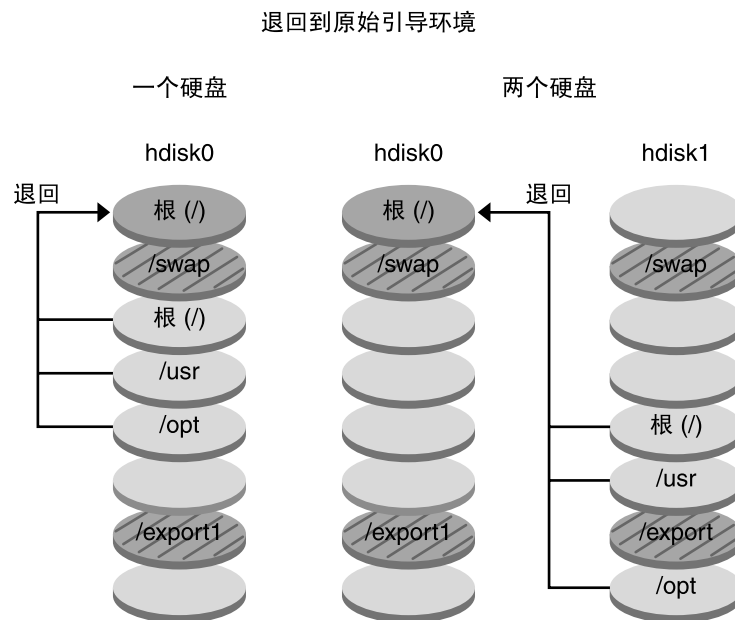 退回到原始引导环境
一个硬盘
两个硬盘
hdisk0
hdisk0
hdisk1
退回
退回
根 (/)
根 (/)
/swap
/swap
/swap
根 (/)
/usr
/opt
根 (/)
/usr
/export1
/export1
/export
/opt